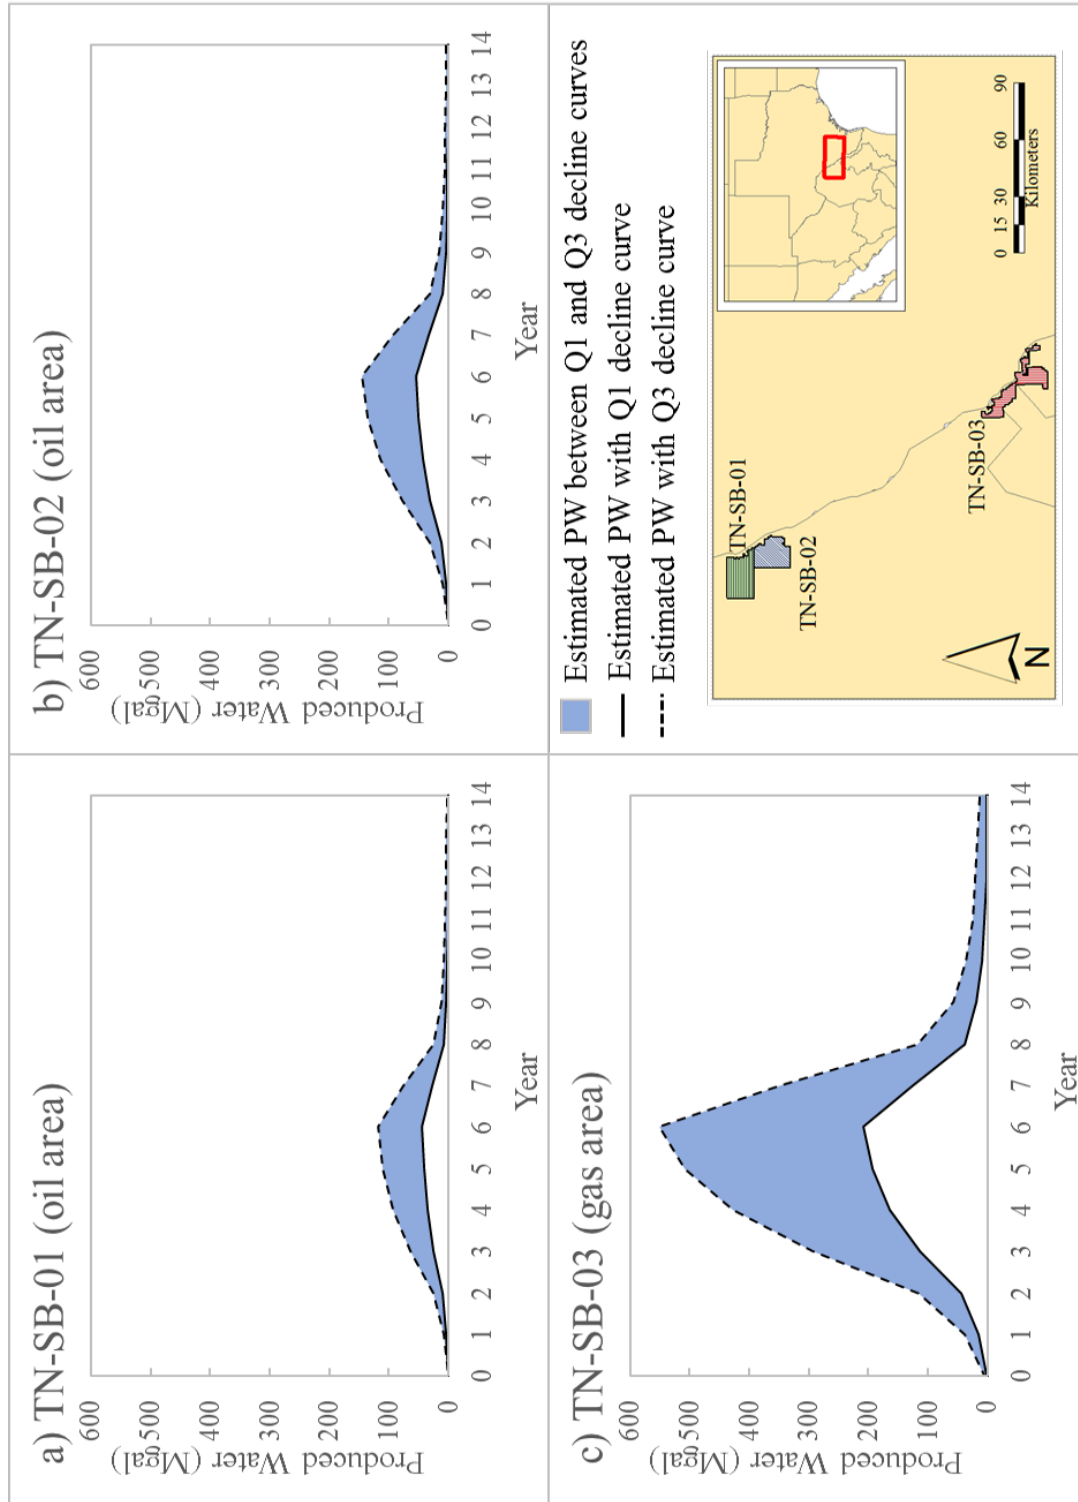 a) TN-SB-01 (oil area)
600
500
400
300
200
100
0
Produced Water (Mgal)
0 1 2 3 4 5 6 7 8 9 10 11 12 13 14
Year
b) TN-SB-02 (oil area)
600
500
400
300
200
100
0
Produced Water (Mgal)
0 1 2 3 4 5 6 7 8 9 10 11 12 13 14
Year
c) TN-SB-03 (gas area)
600
500
400
300
200
100
0
Produced Water (Mgal)
0 1 2 3 4 5 6 7 8 9 10 11 12 13 14
Year
Estimated PW between Q1 and Q3 decline curves
Estimated PW with Q1 decline curve
Estimated PW with Q3 decline curve
TN-SB-01
TN-SB-02
TN-SB-03
N
0 15 30 60 90
Kilometers